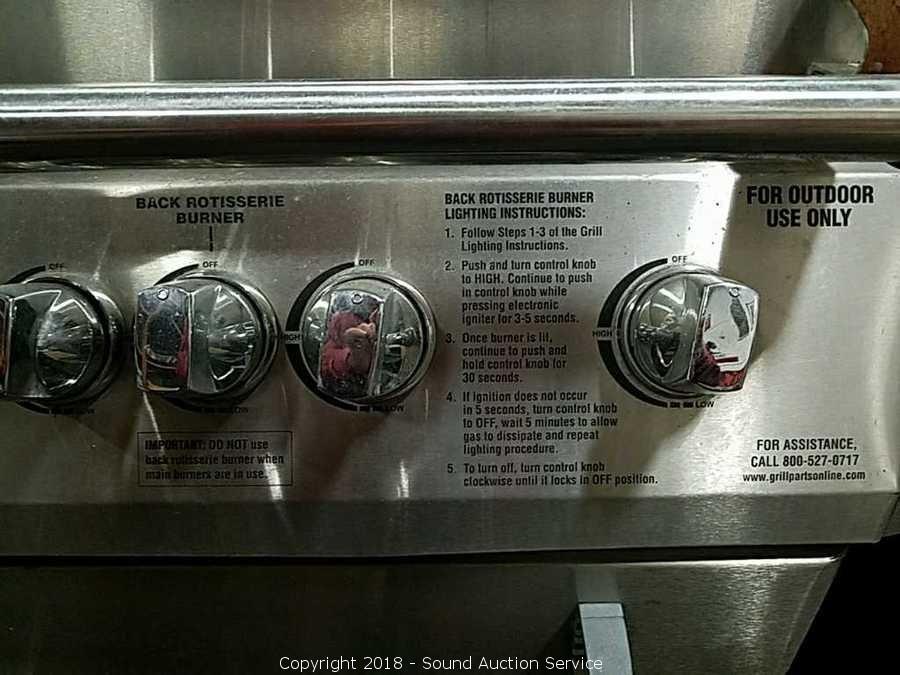 BACK ROTISSERIE
BURNER
OFF
OFF
OFF
HIGH
LOW
LOW
IMPORTANT: DO NOT use
back rotisserie burner when
main burners are in use.
BACK ROTISSERIE BURNER
LIGHTING INSTRUCTIONS:
1. Follow Steps 1-3 of the Grill
Lighting Instructions.
2. Push and turn control knob
to HIGH. Continue to push
in control knob while
pressing electronic
igniter for 3-5 seconds.
3. Once burner is lit,
continue to push and
hold control knob for
30 seconds.
4. If ignition does not occur
in 5 seconds, turn control knob
to OFF, wait 5 minutes to allow
gas to dissipate and repeat
lighting procedure.
5. To turn off, turn control knob
clockwise until it locks in OFF position.
FOR OUTDOOR
USE ONLY
OFF
HIGH
LOW
FOR ASSISTANCE,
CALL 800-527-0717
www.grillpartsonline.com
Copyright 2018 - Sound Auction Service